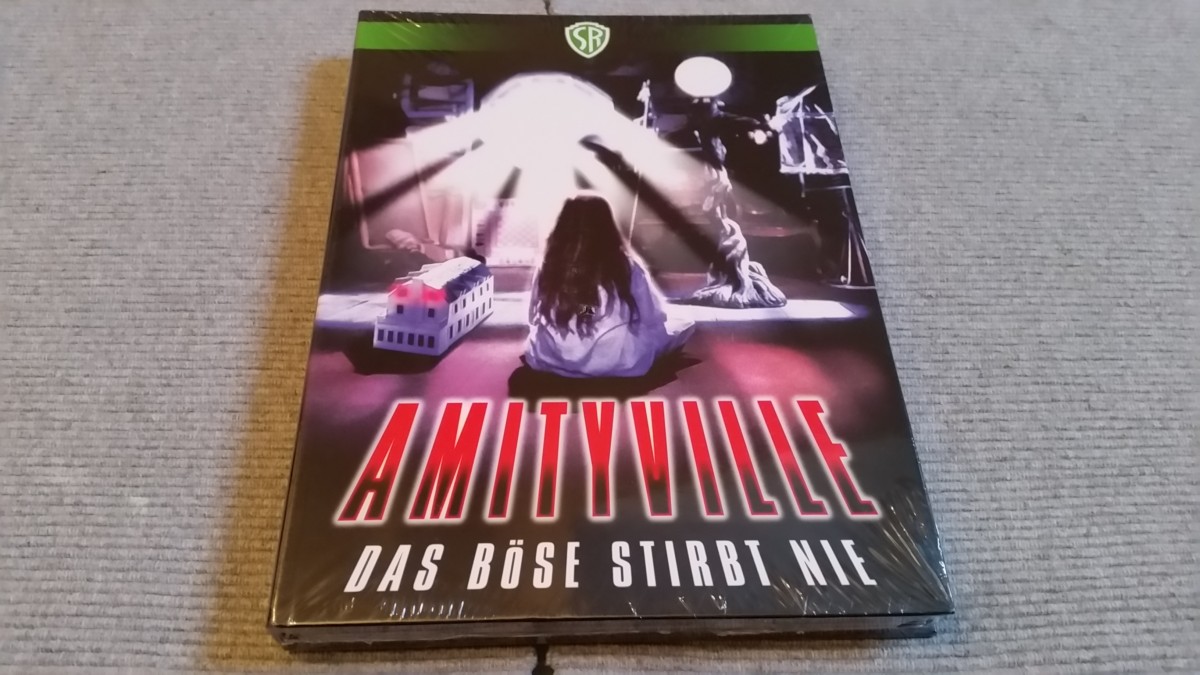 SR
AMITYVILLE
DAS BÖSE STIRBT NIE